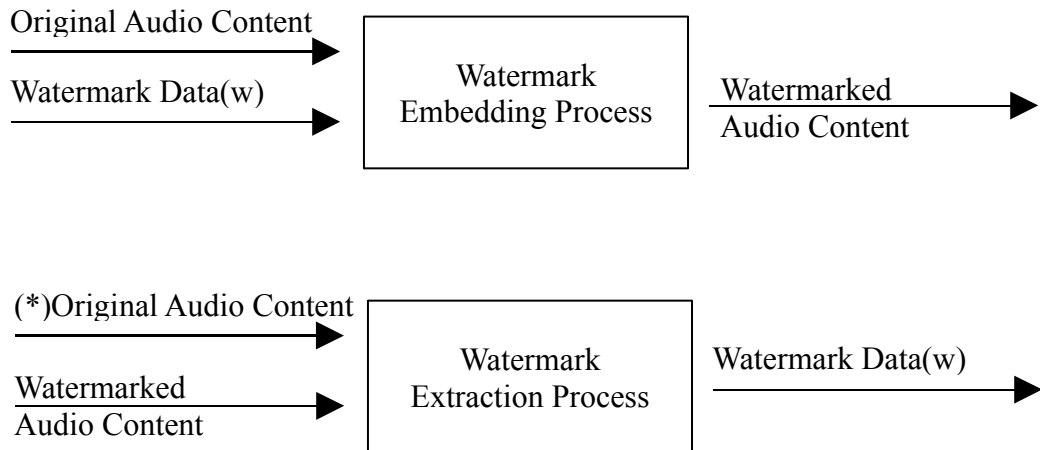 Original Audio Content
Watermark Data(w)
Watermark
Embedding Process
Watermarked
Audio Content
(*)Original Audio Content
Watermarked
Audio Content
Watermark
Extraction Process
Watermark Data(w)